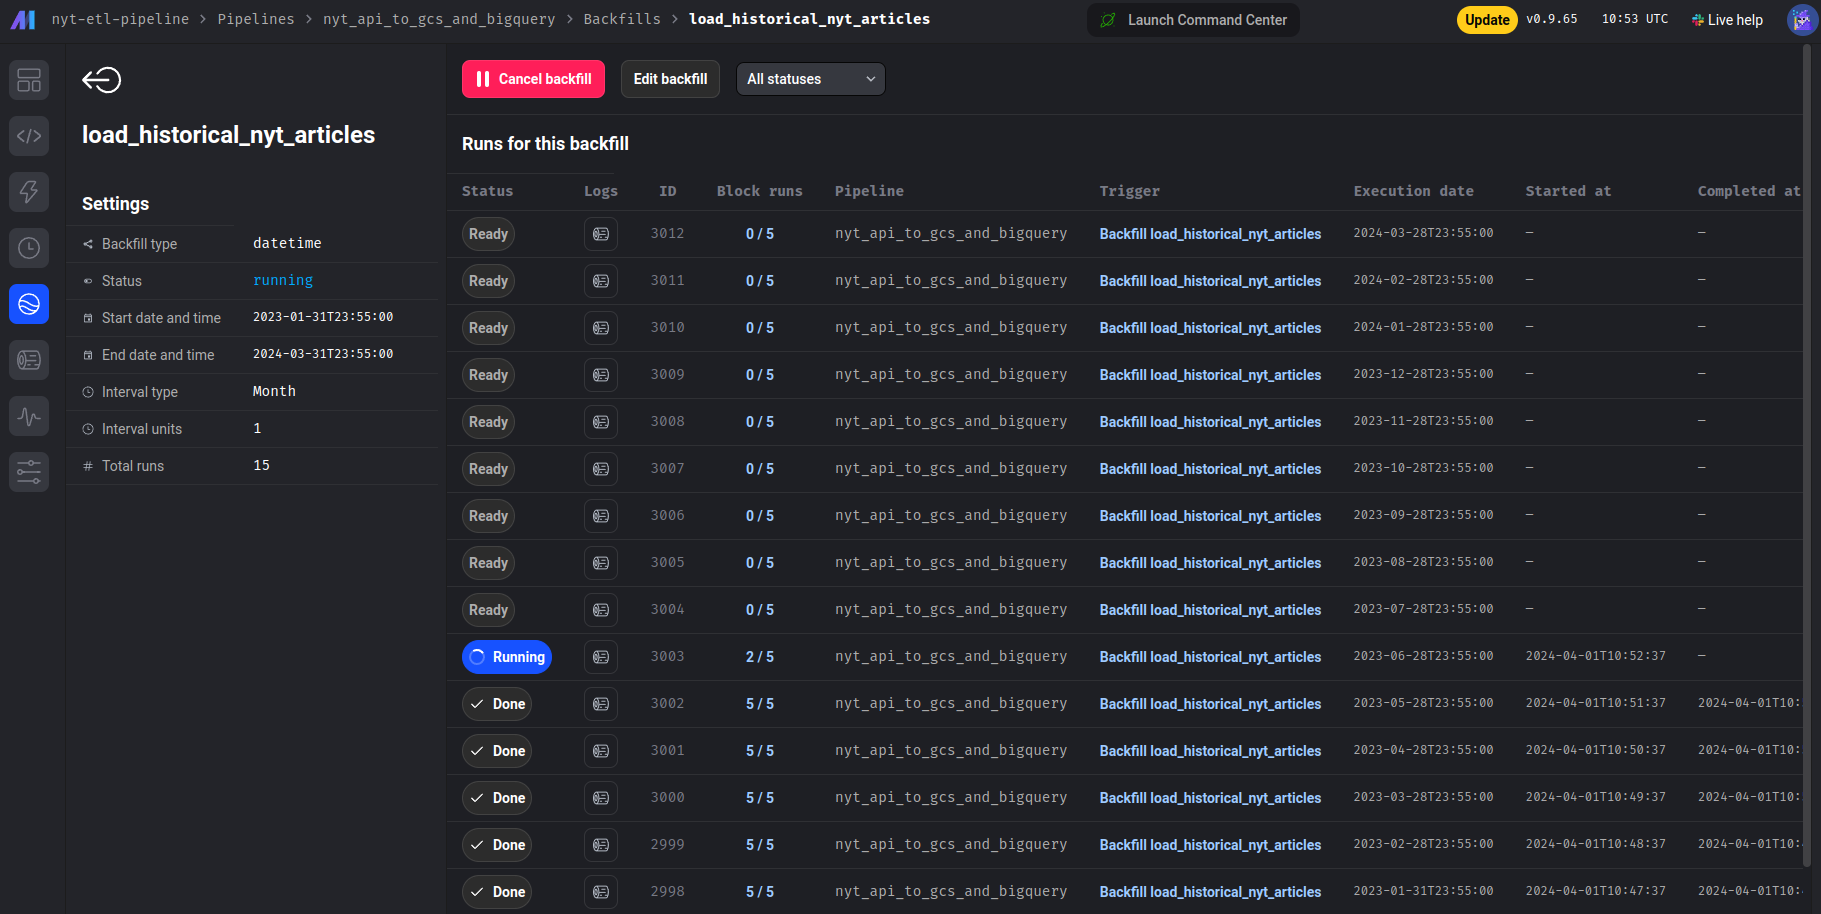 nyt-etl-pipeline > Pipelines > nyt_api_to_gcs_and_bigquery > Backfills > load_historical_nyt_articles
Launch Command Center
Update v0.9.65 10:53 UTC Live help
load_historical_nyt_articles
Settings
Backfill type datetime
Status running
Start date and time 2023-01-31T23:55:00
End date and time 2024-03-31T23:55:00
Interval type Month
Interval units 1
Total runs 15
Cancel backfill Edit backfill All statuses
Runs for this backfill
Status Logs ID Block runs Pipeline Trigger Execution date Started at Completed at
Ready 3012 0 / 5 nyt_api_to_gcs_and_bigquery Backfill load_historical_nyt_articles 2024-03-28T23:55:00 — —
Ready 3011 0 / 5 nyt_api_to_gcs_and_bigquery Backfill load_historical_nyt_articles 2024-02-28T23:55:00 — —
Ready 3010 0 / 5 nyt_api_to_gcs_and_bigquery Backfill load_historical_nyt_articles 2024-01-28T23:55:00 — —
Ready 3009 0 / 5 nyt_api_to_gcs_and_bigquery Backfill load_historical_nyt_articles 2023-12-28T23:55:00 — —
Ready 3008 0 / 5 nyt_api_to_gcs_and_bigquery Backfill load_historical_nyt_articles 2023-11-28T23:55:00 — —
Ready 3007 0 / 5 nyt_api_to_gcs_and_bigquery Backfill load_historical_nyt_articles 2023-10-28T23:55:00 — —
Ready 3006 0 / 5 nyt_api_to_gcs_and_bigquery Backfill load_historical_nyt_articles 2023-09-28T23:55:00 — —
Ready 3005 0 / 5 nyt_api_to_gcs_and_bigquery Backfill load_historical_nyt_articles 2023-08-28T23:55:00 — —
Ready 3004 0 / 5 nyt_api_to_gcs_and_bigquery Backfill load_historical_nyt_articles 2023-07-28T23:55:00 — —
Running 3003 2 / 5 nyt_api_to_gcs_and_bigquery Backfill load_historical_nyt_articles 2023-06-28T23:55:00 2024-04-01T10:52:37 —
Done 3002 5 / 5 nyt_api_to_gcs_and_bigquery Backfill load_historical_nyt_articles 2023-05-28T23:55:00 2024-04-01T10:51:37 2024-04-01T10:
Done 3001 5 / 5 nyt_api_to_gcs_and_bigquery Backfill load_historical_nyt_articles 2023-04-28T23:55:00 2024-04-01T10:50:37 2024-04-01T10:
Done 3000 5 / 5 nyt_api_to_gcs_and_bigquery Backfill load_historical_nyt_articles 2023-03-28T23:55:00 2024-04-01T10:49:37 2024-04-01T10:
Done 2999 5 / 5 nyt_api_to_gcs_and_bigquery Backfill load_historical_nyt_articles 2023-02-28T23:55:00 2024-04-01T10:48:37 2024-04-01T10:
Done 2998 5 / 5 nyt_api_to_gcs_and_bigquery Backfill load_historical_nyt_articles 2023-01-31T23:55:00 2024-04-01T10:47:37 2024-04-01T10: